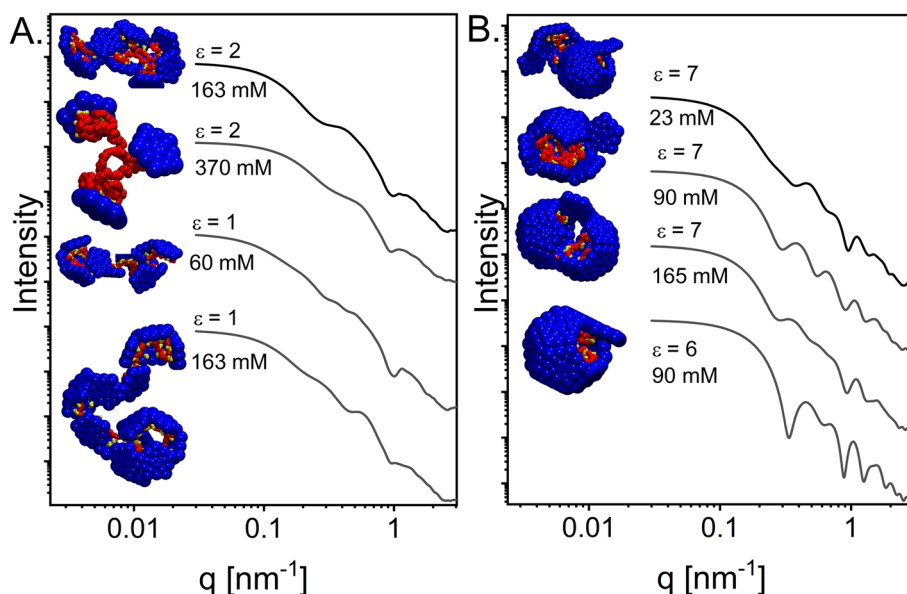 A.
ε = 2
163 mM
ε = 2
370 mM
ε = 1
60 mM
ε = 1
163 mM
Intensity
0.01 0.1 1
q [nm⁻¹]
B.
ε = 7
23 mM
ε = 7
90 mM
ε = 7
165 mM
ε = 6
90 mM
Intensity
0.01 0.1 1
q [nm⁻¹]